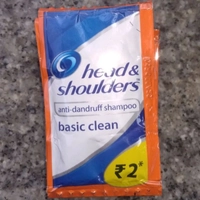 head &
shoulders
anti-dandruff shampoo
basic clean
₹2*